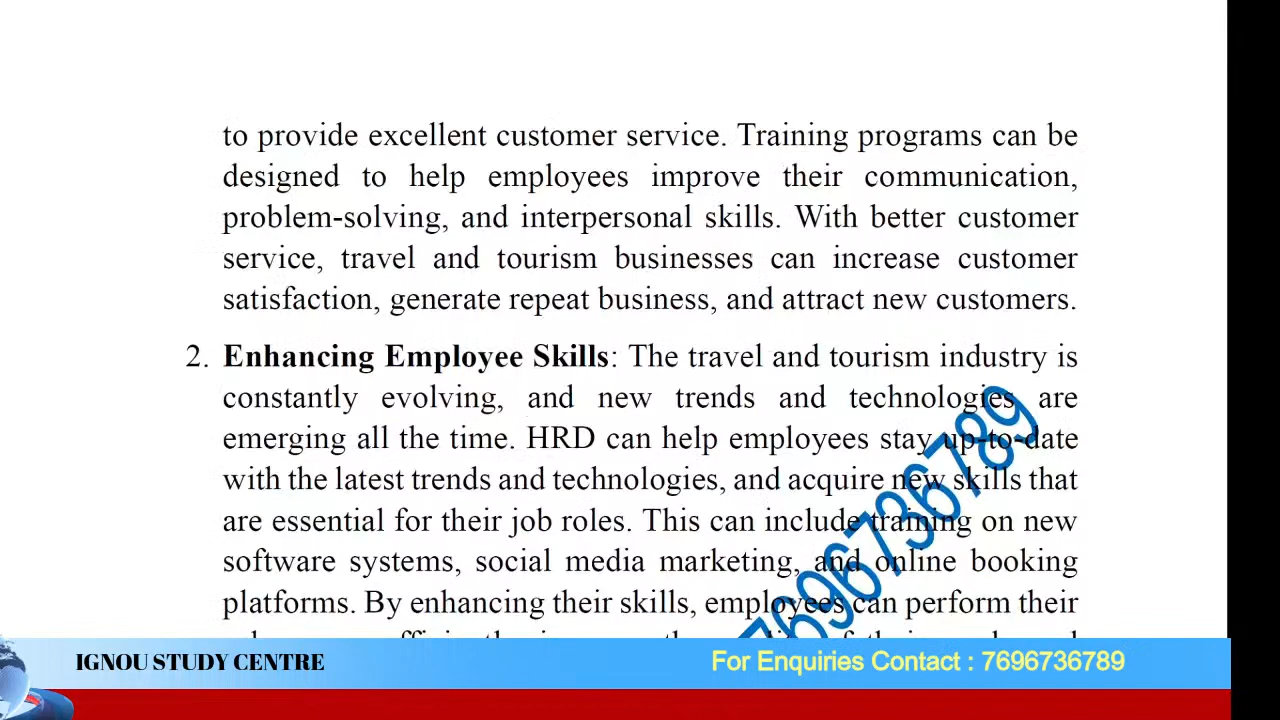 to provide excellent customer service. Training programs can be
designed to help employees improve their communication,
problem-solving, and interpersonal skills. With better customer
service, travel and tourism businesses can increase customer
satisfaction, generate repeat business, and attract new customers.
2. Enhancing Employee Skills: The travel and tourism industry is
constantly evolving, and new trends and technologies are
emerging all the time. HRD can help employees stay up-to-date
with the latest trends and technologies, and acquire new skills that
are essential for their job roles. This can include training on new
software systems, social media marketing, and online booking
platforms. By enhancing their skills, employees can perform their
7696736789
IGNOU STUDY CENTRE
For Enquiries Contact : 7696736789